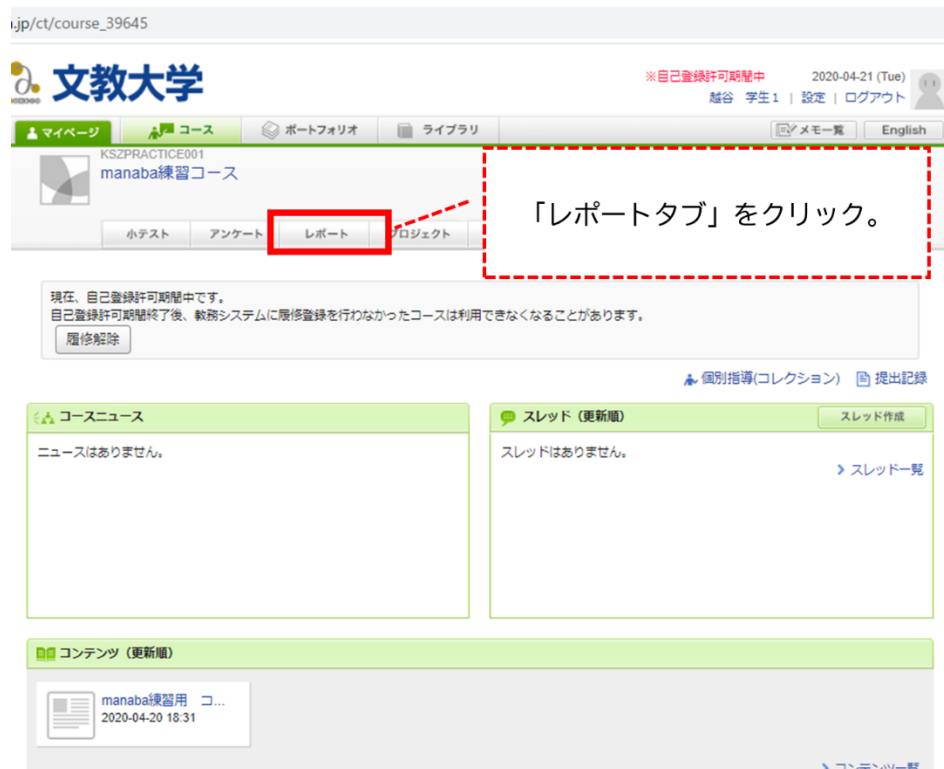 .jp/ct/course_39645
文教大学
※自己登録許可期間中 2020-04-21 (Tue)
越谷 学生1 | 設定 | ログアウト
マイページ コース ポートフォリオ ライブラリ メモ一覧 English
KSZPRACTICE001
manaba練習コース
「レポートタブ」をクリック。
小テスト アンケート レポート プロジェクト
現在、自己登録許可期間中です。
自己登録許可期間終了後、教務システムに履修登録を行わなかったコースは利用できなくなることがあります。
履修解除
個別指導(コレクション) 提出記録
コースニュース
ニュースはありません。
スレッド（更新順） スレッド作成
スレッドはありません。
スレッド一覧
コンテンツ（更新順）
manaba練習用 コ...
2020-04-20 18:31
コンテンツ一覧